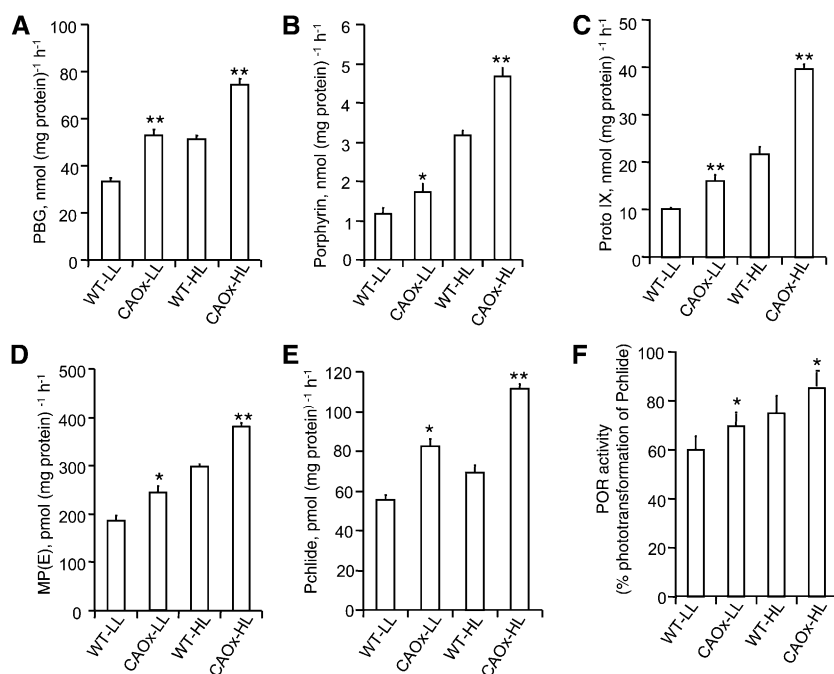 A
PBG, nmol (mg protein)⁻¹ h⁻¹
100
80
60
40
20
0
**
**
WT-LL
CAOx-LL
WT-HL
CAOx-HL
B
Porphyrin, nmol (mg protein) ⁻¹ h⁻¹
6
5
4
3
2
1
0
*
**
WT-LL
CAOx-LL
WT-HL
CAOx-HL
C
Proto IX, nmol (mg protein) ⁻¹ h⁻¹
50
40
30
20
10
0
**
**
WT-LL
CAOx-LL
WT-HL
CAOx-HL
D
MP(E), pmol (mg protein) ⁻¹ h⁻¹
500
400
300
200
100
0
*
**
WT-LL
CAOx-LL
WT-HL
CAOx-HL
E
Pchlide, pmol (mg protein⁾ ⁻¹ h⁻¹
120
100
80
60
40
20
0
*
**
WT-LL
CAOx-LL
WT-HL
CAOx-HL
F
POR activity
(% phototransformation of Pchlide)
100
80
60
40
20
0
*
*
WT-LL
CAOx-LL
WT-HL
CAOx-HL